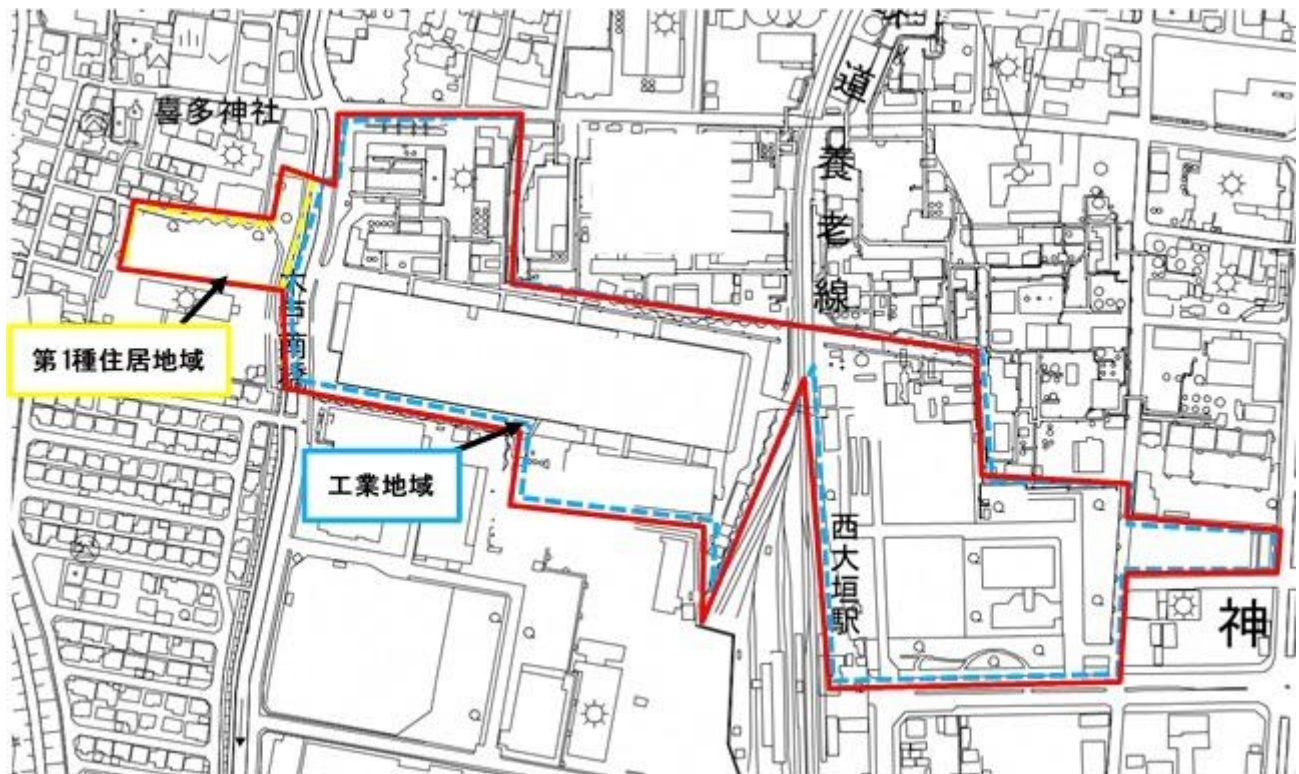 道
喜多神社
養老線
第1種住居地域
工業地域
西大垣駅
神